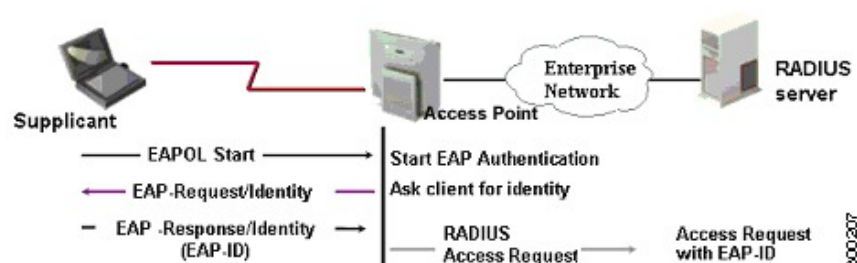 Enterprise
Network
RADIUS
server
Supplicant
Access Point
EAPOL Start
Start EAP Authentication
EAP-Request/Identity
Ask client for identity
EAP -Response/Identity
(EAP-ID)
RADIUS
Access Request
Access Request
with EAP-ID